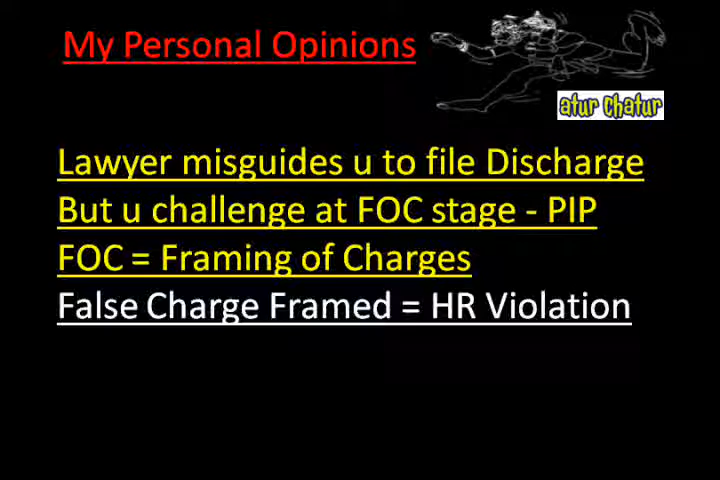 My Personal Opinions
atur chatur
Lawyer misguides u to file Discharge
But u challenge at FOC stage - PIP
FOC = Framing of Charges
False Charge Framed = HR Violation